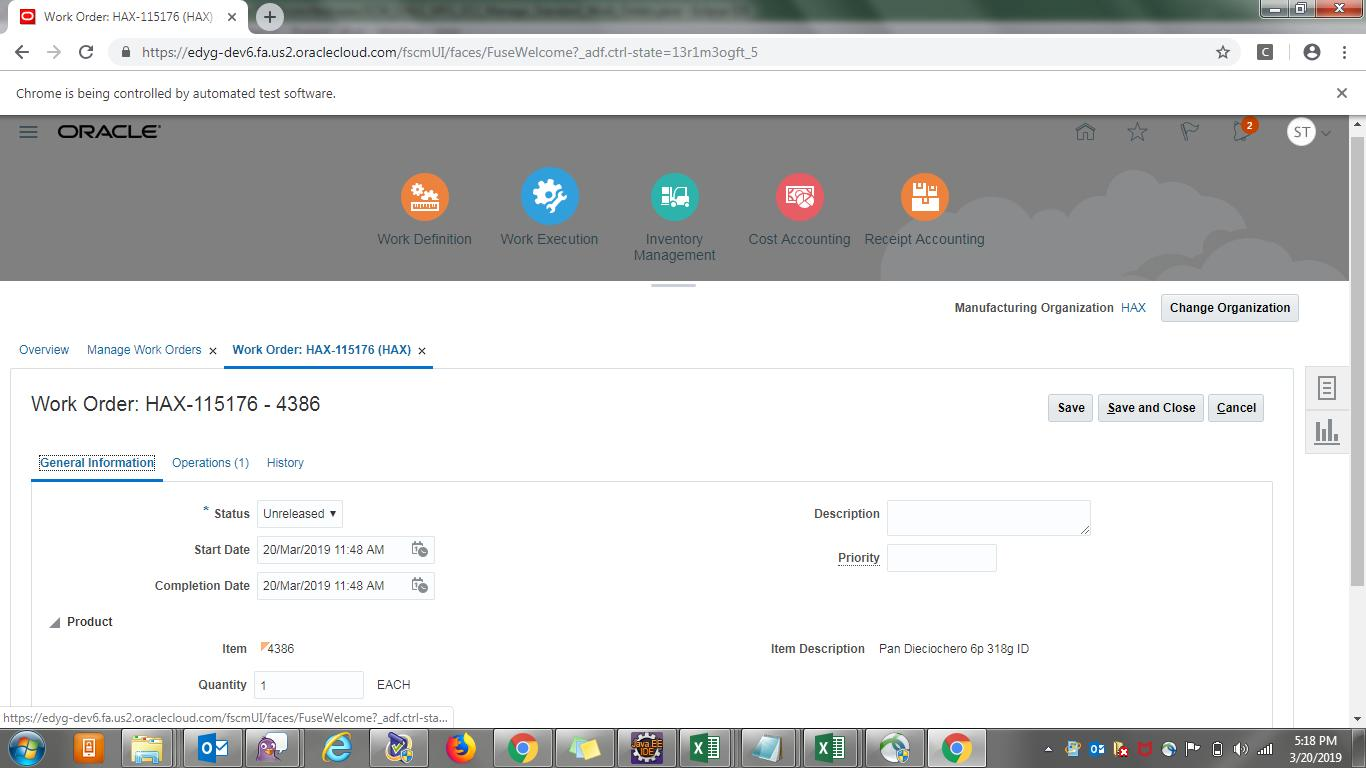 Work Order: HAX-115176 (HAX)
https://edyg-dev6.fa.us2.oraclecloud.com/fscmUI/faces/FuseWelcome?_adf.ctrl-state=13r1m3ogft_5
C
Chrome is being controlled by automated test software.
ORACLE
2
ST
Work Definition
Work Execution
Inventory
Management
Cost Accounting
Receipt Accounting
Manufacturing Organization HAX
Change Organization
Overview
Manage Work Orders
Work Order: HAX-115176 (HAX)
Work Order: HAX-115176 - 4386
Save
Save and Close
Cancel
General Information
Operations (1)
History
* Status Unreleased
Description
Start Date 20/Mar/2019 11:48 AM
Priority
Completion Date 20/Mar/2019 11:48 AM
Product
Item 4386
Item Description Pan Dieciochero 6p 318g ID
Quantity 1 EACH
https://edyg-dev6.fa.us2.oraclecloud.com/fscmUI/faces/FuseWelcome?_adf.ctrl-sta...
Java EE
IDE
5:18 PM
3/20/2019